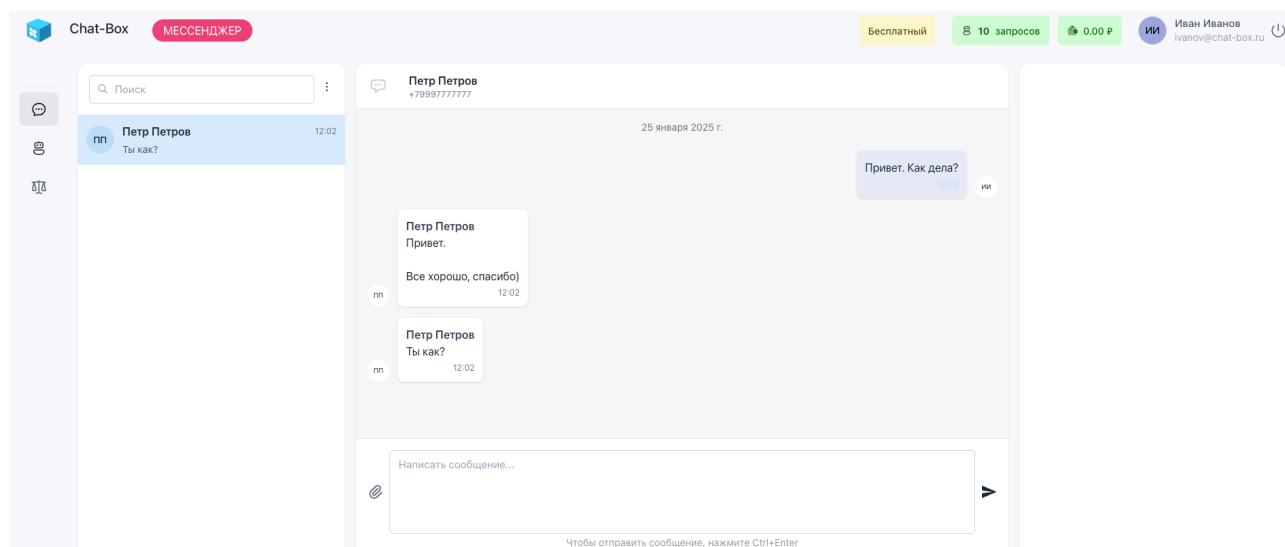 Chat-Box
МЕССЕНДЖЕР
Бесплатный
10 запросов
0.00 ₽
ИИ
Иван Иванов
ivanov@chat-box.ru
Поиск
ПП
Петр Петров
12:02
Ты как?
Петр Петров
+79997777777
25 января 2025 г.
Привет. Как дела?
12:02
ИИ
Петр Петров
Привет.
Все хорошо, спасибо)
12:02
ПП
Петр Петров
Ты как?
12:02
ПП
Написать сообщение...
Чтобы отправить сообщение, нажмите Ctrl+Enter